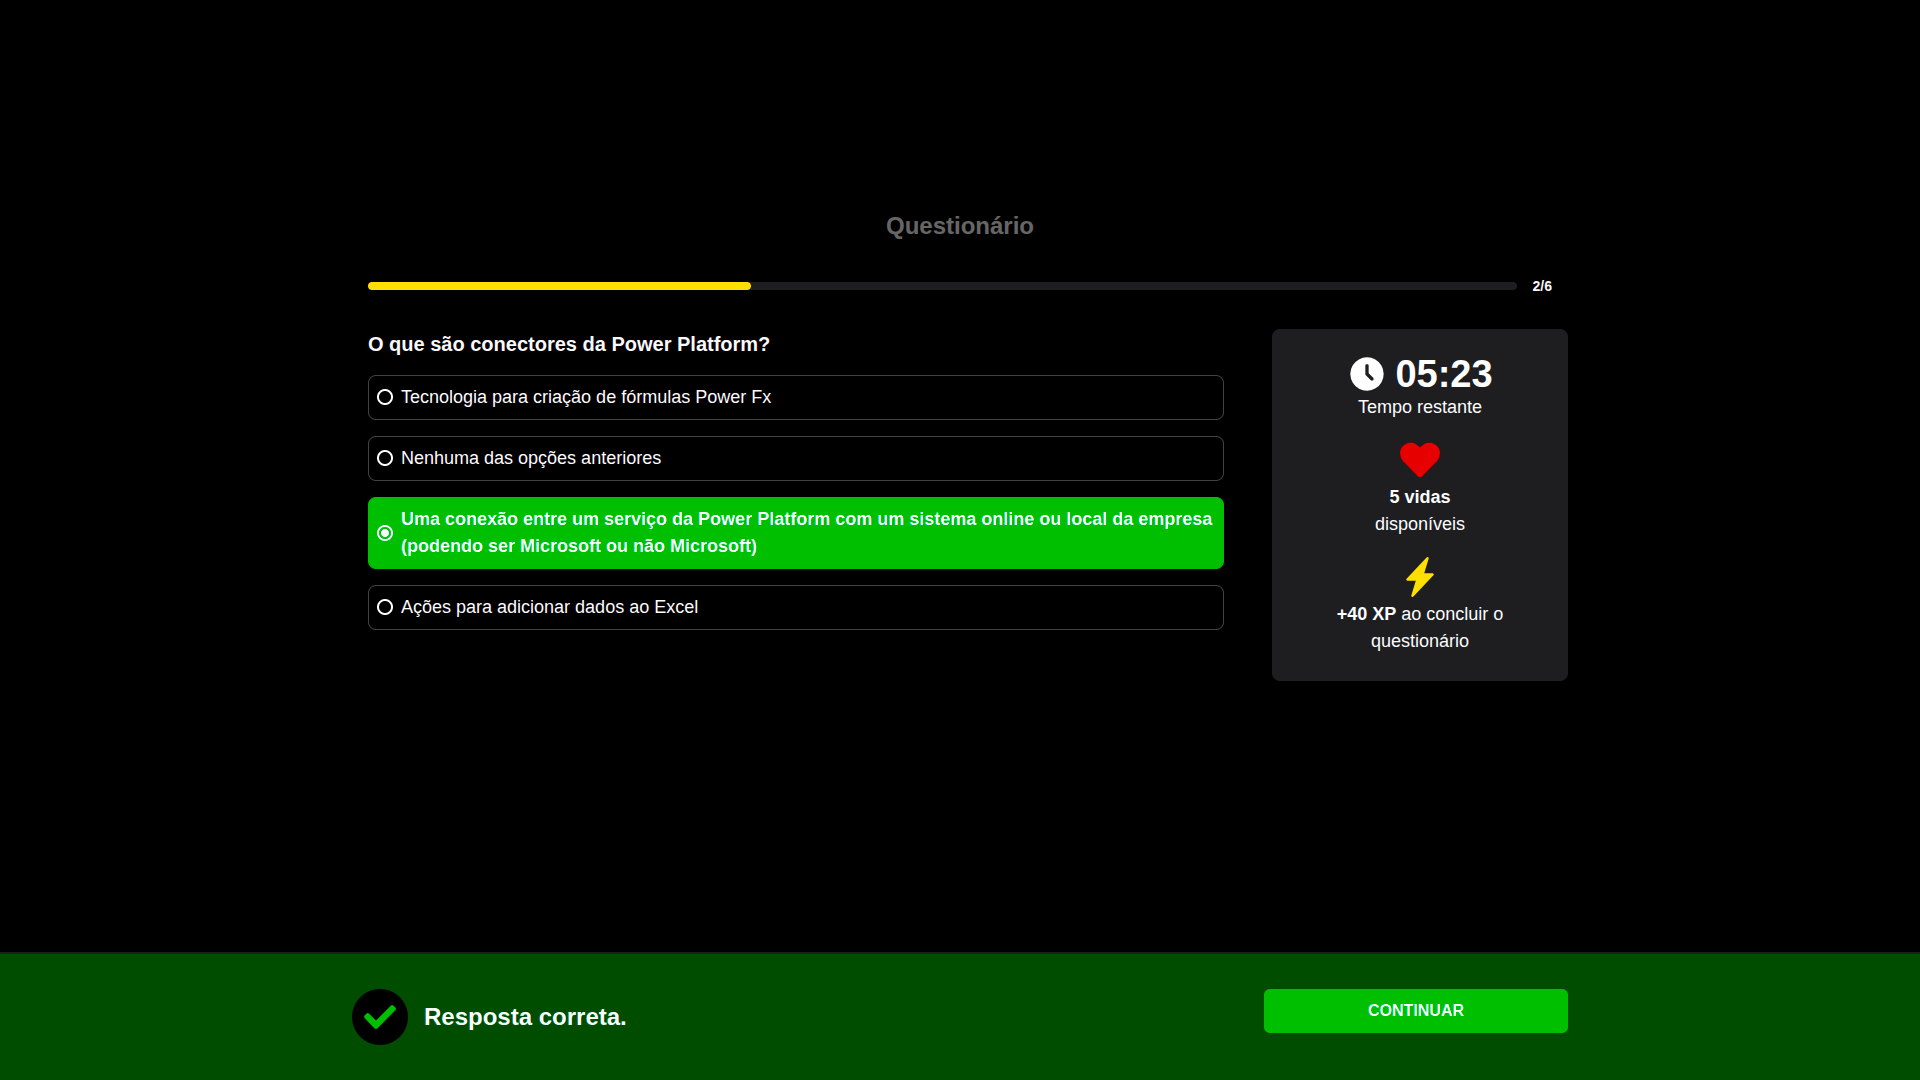 Questionário
2/6
O que são conectores da Power Platform?
Tecnologia para criação de fórmulas Power Fx
Nenhuma das opções anteriores
Uma conexão entre um serviço da Power Platform com um sistema online ou local da empresa
(podendo ser Microsoft ou não Microsoft)
Ações para adicionar dados ao Excel
05:23
Tempo restante
5 vidas
disponíveis
+40 XP ao concluir o
questionário
Resposta correta.
CONTINUAR